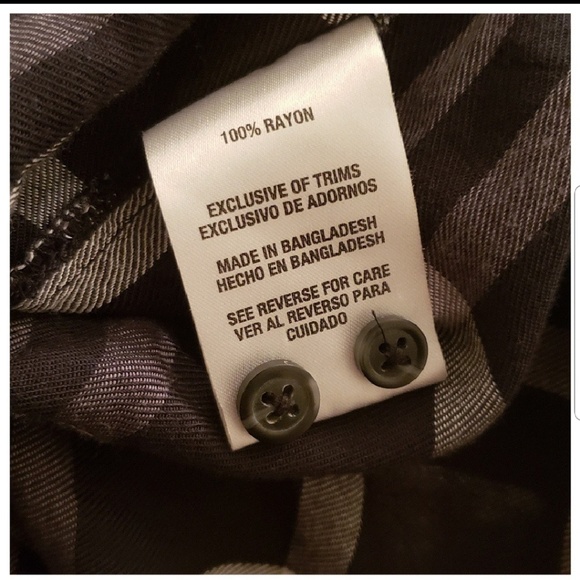 100% RAYON
EXCLUSIVE OF TRIMS
EXCLUSIVO DE ADORNOS
MADE IN BANGLADESH
HECHO EN BANGLADESH
SEE REVERSE FOR CARE
VER AL REVERSO PARA
CUIDADO